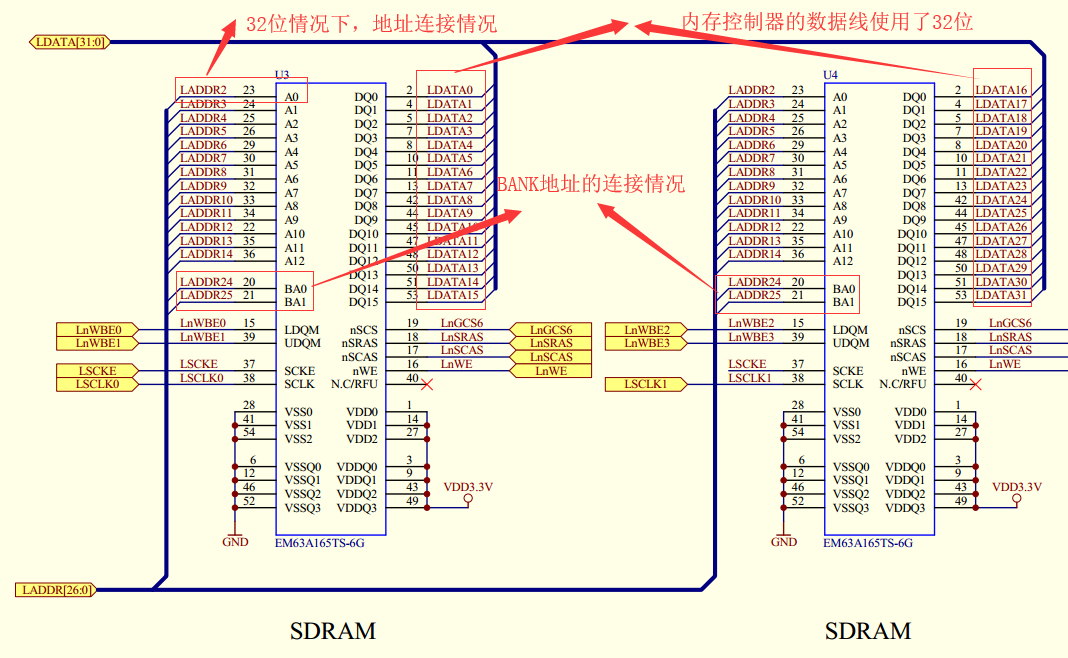 32位情况下，地址连接情况
内存控制器的数据线使用了32位
LDATA[31:0]
U3
LADDR2 23 A0 DQ0 2 LDATA0
LADDR3 24 A1 DQ1 4 LDATA1
LADDR4 25 A2 DQ2 5 LDATA2
LADDR5 26 A3 DQ3 7 LDATA3
LADDR6 29 A4 DQ4 8 LDATA4
LADDR7 30 A5 DQ5 10 LDATA5
LADDR8 31 A6 DQ6 11 LDATA6
LADDR9 32 A7 DQ7 13 LDATA7
LADDR10 33 A8 DQ8 42 LDATA8
LADDR11 34 A9 DQ9 44 LDATA9
LADDR12 22 A10 DQ10 45 LDATA10
LADDR13 35 A11 DQ11 47 LDATA11
LADDR14 36 A12 DQ12 48 LDATA12
DQ13 50 LDATA13
LADDR24 20 BA0 DQ14 51 LDATA14
LADDR25 21 BA1 DQ15 53 LDATA15
LnWBE0 LnWBE0 15 LDQM nSCS 19 LnGCS6 LnGCS6
LnWBE1 LnWBE1 39 UDQM nSRAS 18 LnSRAS LnSRAS
nSCAS 17 LnSCAS LnSCAS
LSCKE LSCKE 37 SCKE nWE 16 LnWE LnWE
LSCLK0 LSCLK0 38 SCLK N.C/RFU 40
28 VSS0 VDD0 1
41 VSS1 VDD1 14
54 VSS2 VDD2 27
6 VSSQ0 VDDQ0 3
12 VSSQ1 VDDQ1 9
46 VSSQ2 VDDQ2 43
52 VSSQ3 VDDQ3 49
VDD3.3V
GND
EM63A165TS-6G
BANK地址的连接情况
U4
LADDR2 23 A0 DQ0 2 LDATA16
LADDR3 24 A1 DQ1 4 LDATA17
LADDR4 25 A2 DQ2 5 LDATA18
LADDR5 26 A3 DQ3 7 LDATA19
LADDR6 29 A4 DQ4 8 LDATA20
LADDR7 30 A5 DQ5 10 LDATA21
LADDR8 31 A6 DQ6 11 LDATA22
LADDR9 32 A7 DQ7 13 LDATA23
LADDR10 33 A8 DQ8 42 LDATA24
LADDR11 34 A9 DQ9 44 LDATA25
LADDR12 22 A10 DQ10 45 LDATA26
LADDR13 35 A11 DQ11 47 LDATA27
LADDR14 36 A12 DQ12 48 LDATA28
DQ13 50 LDATA29
LADDR24 20 BA0 DQ14 51 LDATA30
LADDR25 21 BA1 DQ15 53 LDATA31
LnWBE2 LnWBE2 15 LDQM nSCS 19 LnGCS6
LnWBE3 LnWBE3 39 UDQM nSRAS 18 LnSRAS
nSCAS 17 LnSCAS
LSCKE 37 SCKE nWE 16 LnWE
LSCLK1 LSCLK1 38 SCLK N.C/RFU 40
28 VSS0 VDD0 1
41 VSS1 VDD1 14
54 VSS2 VDD2 27
6 VSSQ0 VDDQ0 3
12 VSSQ1 VDDQ1 9
46 VSSQ2 VDDQ2 43
52 VSSQ3 VDDQ3 49
VDD3.3V
GND
EM63A165TS-6G
LADDR[26:0]
SDRAM
SDRAM